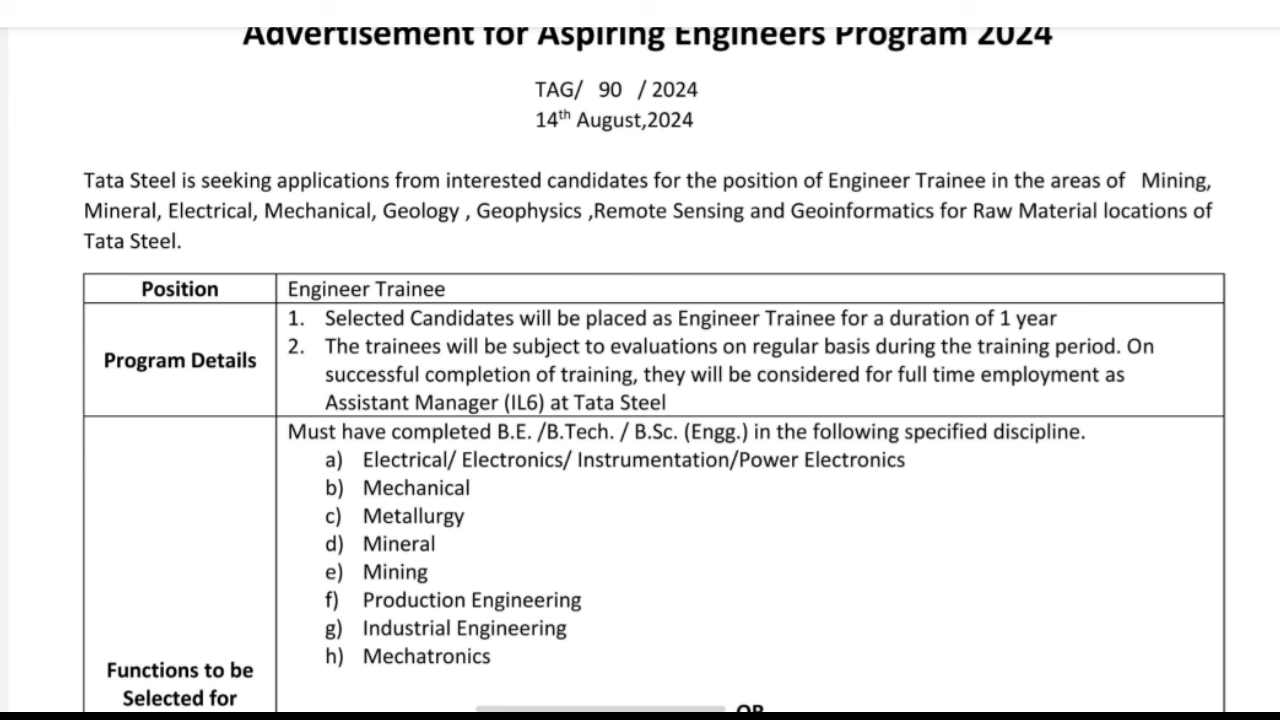 Advertisement for Aspiring Engineers Program 2024
TAG/ 90 / 2024
14th August,2024
Tata Steel is seeking applications from interested candidates for the position of Engineer Trainee in the areas of Mining,
Mineral, Electrical, Mechanical, Geology , Geophysics ,Remote Sensing and Geoinformatics for Raw Material locations of
Tata Steel.
Position
Engineer Trainee
Program Details
1. Selected Candidates will be placed as Engineer Trainee for a duration of 1 year
2. The trainees will be subject to evaluations on regular basis during the training period. On
successful completion of training, they will be considered for full time employment as
Assistant Manager (IL6) at Tata Steel
Must have completed B.E. /B.Tech. / B.Sc. (Engg.) in the following specified discipline.
a) Electrical/ Electronics/ Instrumentation/Power Electronics
b) Mechanical
c) Metallurgy
d) Mineral
e) Mining
f) Production Engineering
g) Industrial Engineering
h) Mechatronics
Functions to be
Selected for
OR